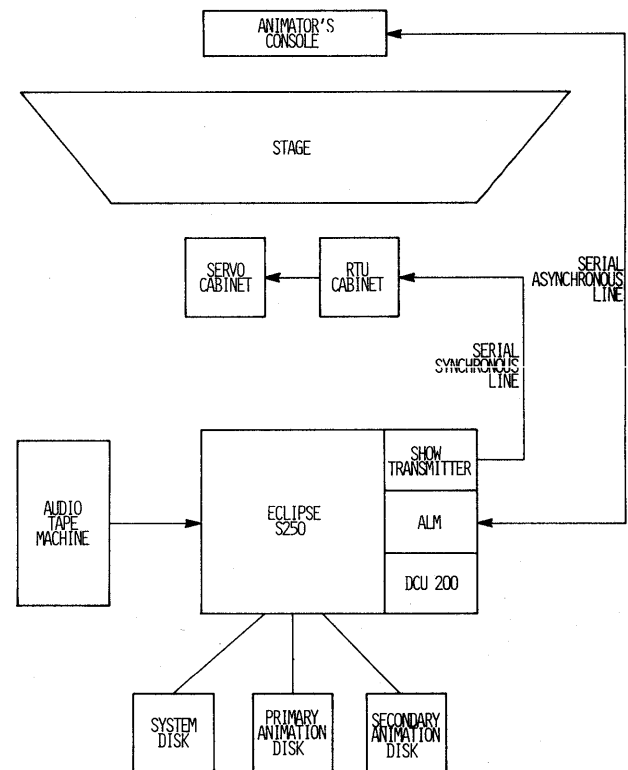 ANIMATOR'S
CONSOLE
STAGE
SERVO
CABINET
RTU
CABINET
SERIAL
ASYNCHRONOUS
LINE
SERIAL
SYNCHRONOUS
LINE
AUDIO
TAPE
MACHINE
ECLIPSE
S250
SHOW
TRANSMITTER
ALM
DCU 200
SYSTEM
DISK
PRIMARY
ANIMATION
DISK
SECONDARY
ANIMATION
DISK